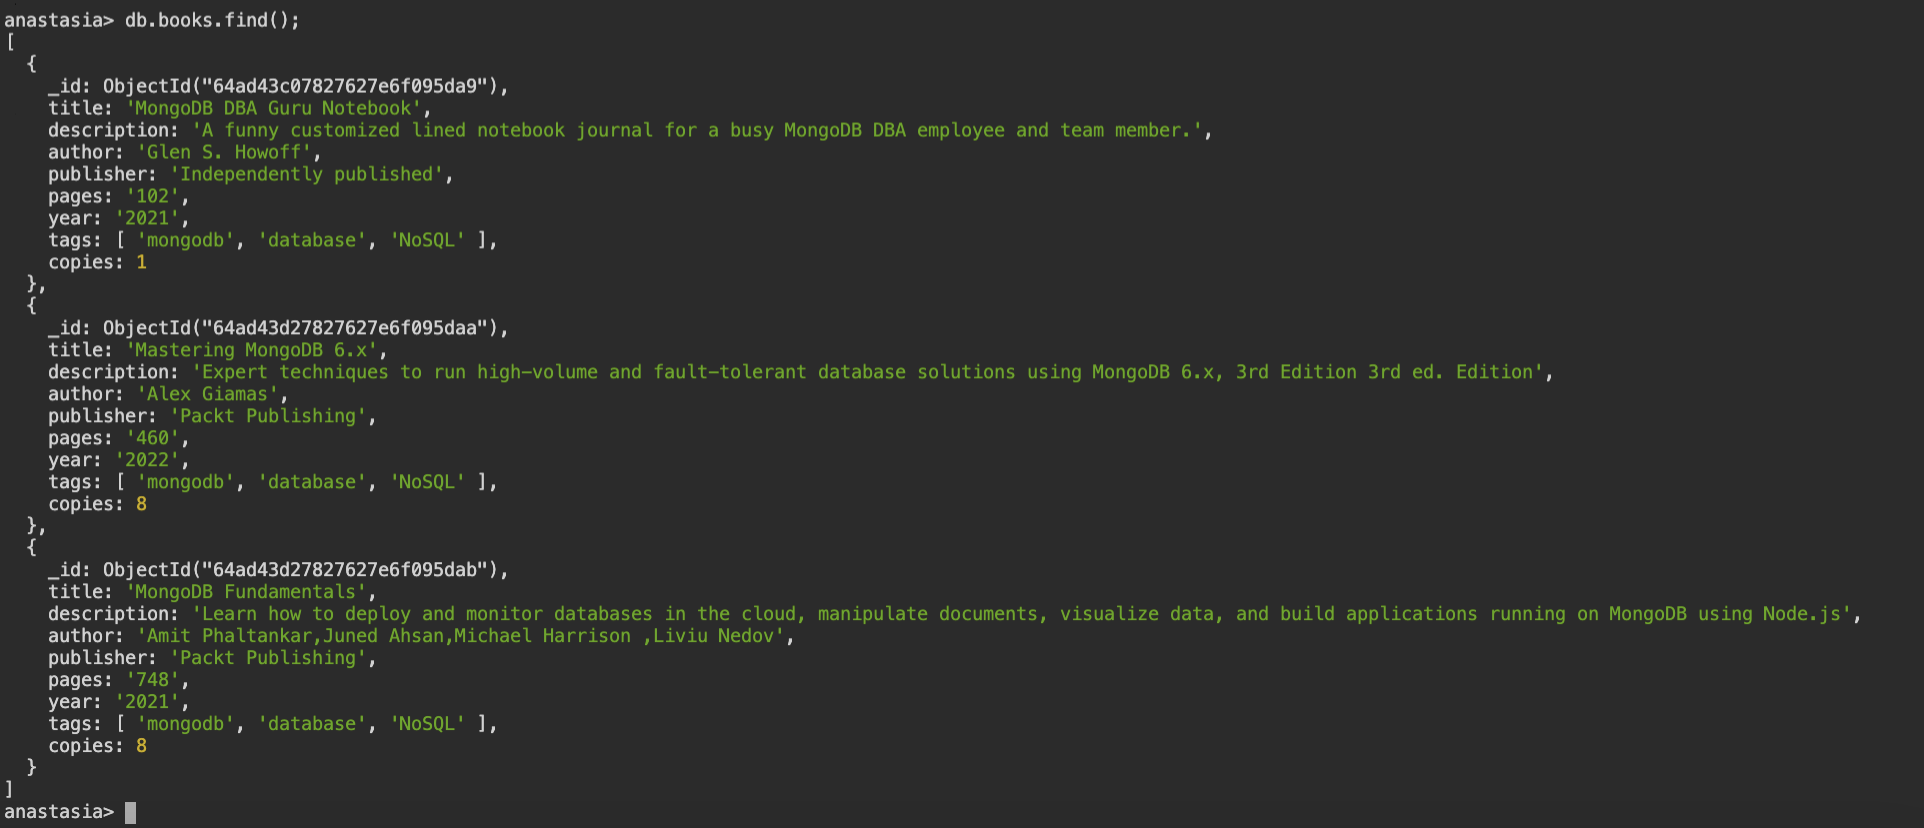 anastasia> db.books.find();
[
  {
    _id: ObjectId("64ad43c07827627e6f095da9"),
    title: 'MongoDB DBA Guru Notebook',
    description: 'A funny customized lined notebook journal for a busy MongoDB DBA employee and team member.',
    author: 'Glen S. Howoff',
    publisher: 'Independently published',
    pages: '102',
    year: '2021',
    tags: [ 'mongodb', 'database', 'NoSQL' ],
    copies: 1
  },
  {
    _id: ObjectId("64ad43d27827627e6f095daa"),
    title: 'Mastering MongoDB 6.x',
    description: 'Expert techniques to run high-volume and fault-tolerant database solutions using MongoDB 6.x, 3rd Edition 3rd ed. Edition',
    author: 'Alex Giamas',
    publisher: 'Packt Publishing',
    pages: '460',
    year: '2022',
    tags: [ 'mongodb', 'database', 'NoSQL' ],
    copies: 8
  },
  {
    _id: ObjectId("64ad43d27827627e6f095dab"),
    title: 'MongoDB Fundamentals',
    description: 'Learn how to deploy and monitor databases in the cloud, manipulate documents, visualize data, and build applications running on MongoDB using Node.js',
    author: 'Amit Phaltankar,Juned Ahsan,Michael Harrison ,Liviu Nedov',
    publisher: 'Packt Publishing',
    pages: '748',
    year: '2021',
    tags: [ 'mongodb', 'database', 'NoSQL' ],
    copies: 8
  }
]
anastasia>